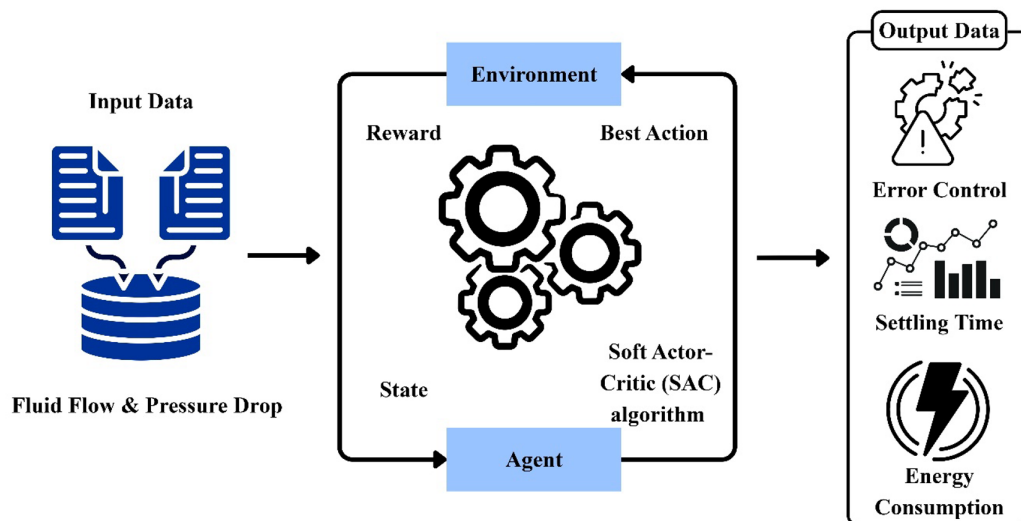 Input Data
Fluid Flow & Pressure Drop
Environment
Reward
Best Action
State
Soft Actor-
Critic (SAC)
algorithm
Agent
Output Data
!
Error Control
Settling Time
Energy
Consumption